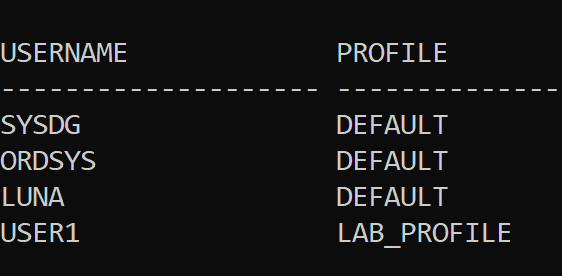 USERNAME PROFILE
-------------------- --------------
SYSDG DEFAULT
ORDSYS DEFAULT
LUNA DEFAULT
USER1 LAB_PROFILE